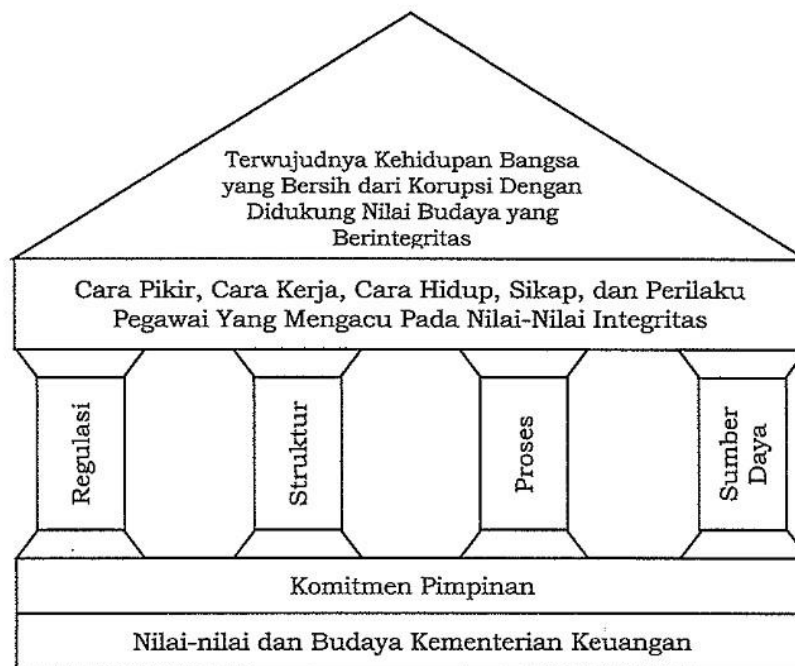 Terwujudnya Kehidupan Bangsa
yang Bersih dari Korupsi Dengan
Didukung Nilai Budaya yang
Berintegritas
Cara Pikir, Cara Kerja, Cara Hidup, Sikap, dan Perilaku
Pegawai Yang Mengacu Pada Nilai-Nilai Integritas
Regulasi
Struktur
Proses
Sumber
Daya
Komitmen Pimpinan
Nilai-nilai dan Budaya Kementerian Keuangan